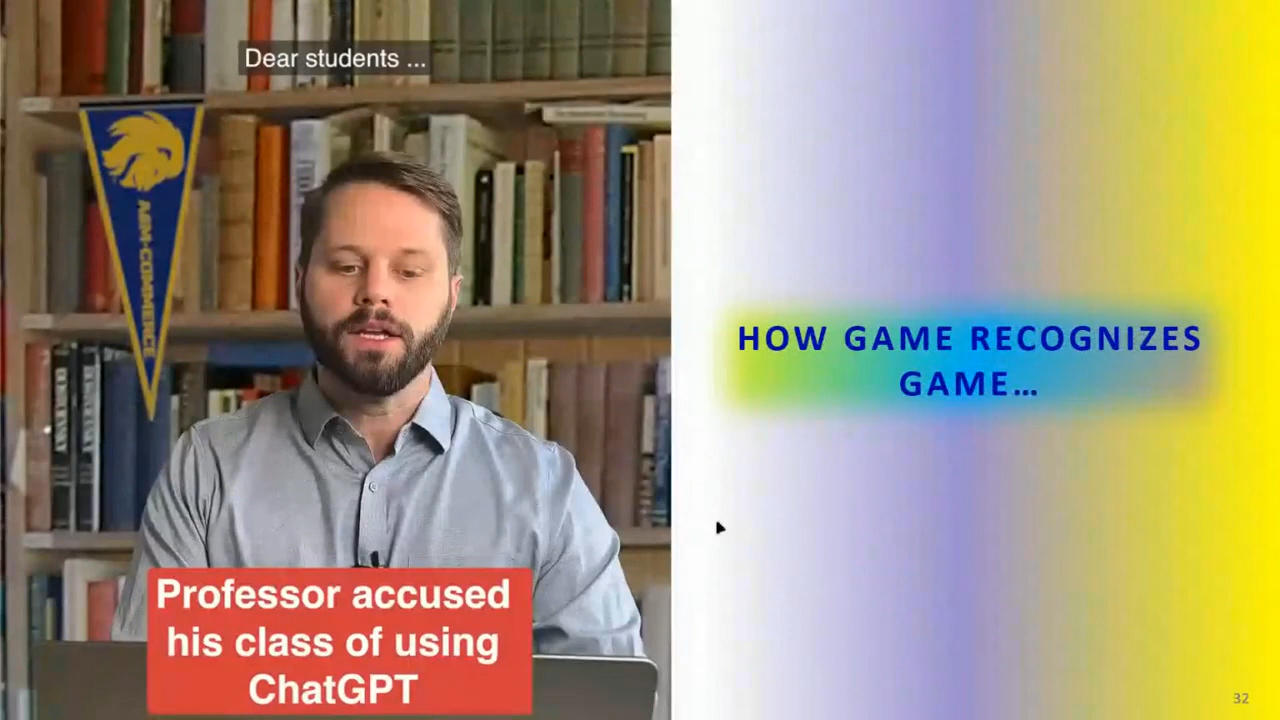 Dear students ...
A&M-COMMERCE
Professor accused
his class of using
ChatGPT
HOW GAME RECOGNIZES
GAME…
32